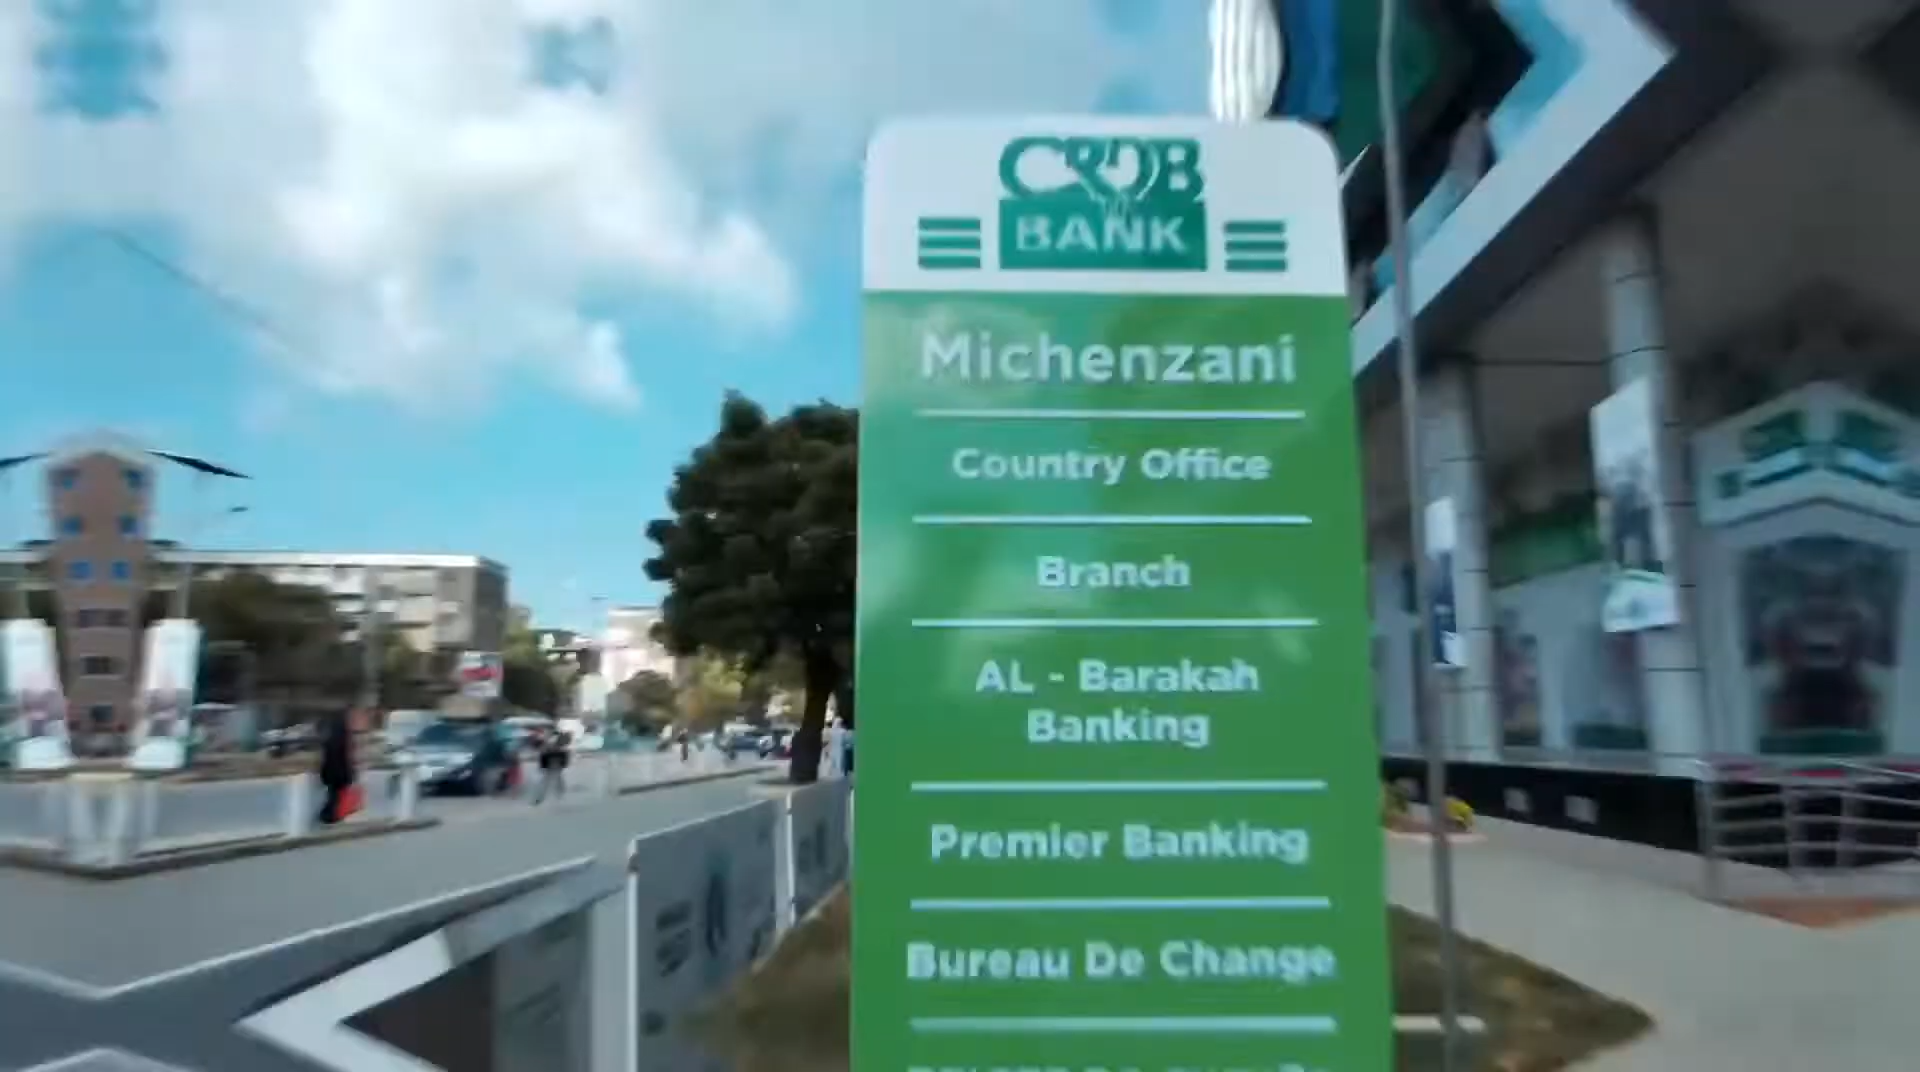 CRDB
BANK
Michenzani
Country Office
Branch
AL - Barakah
Banking
Premier Banking
Bureau De Change